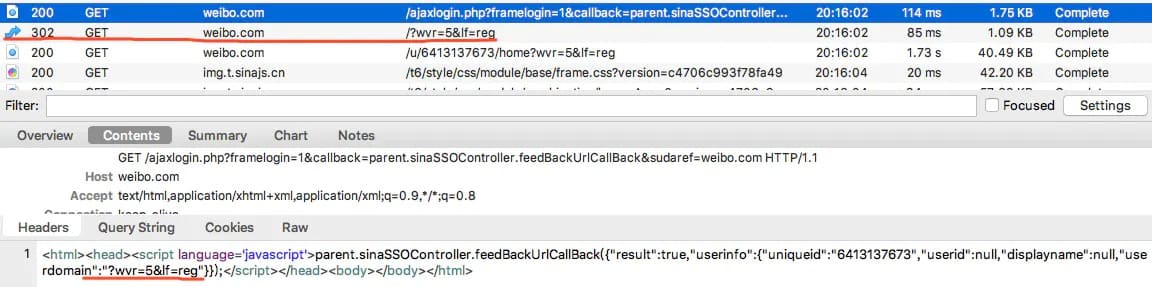 200 GET weibo.com /ajaxlogin.php?framelogin=1&callback=parent.sinaSSOController... 20:16:02 114 ms 1.75 KB Complete
302 GET weibo.com /?wvr=5&lf=reg 20:16:02 85 ms 1.09 KB Complete
200 GET weibo.com /u/6413137673/home?wvr=5&lf=reg 20:16:02 1.73 s 40.49 KB Complete
200 GET img.t.sinajs.cn /t6/style/css/module/base/frame.css?version=c4706c993f78fa49 20:16:04 20 ms 42.20 KB Complete
Filter: Focused Settings
Overview Contents Summary Chart Notes
GET /ajaxlogin.php?framelogin=1&callback=parent.sinaSSOController.feedBackUrlCallBack&sudaref=weibo.com HTTP/1.1
Host weibo.com
Accept text/html,application/xhtml+xml,application/xml;q=0.9,*/*;q=0.8
Headers Query String Cookies Raw
1 <html><head><script language='javascript'>parent.sinaSSOController.feedBackUrlCallBack({"result":true,"userinfo":{"uniqueid":"6413137673","userid":null,"displayname":null,"use
rdomain":"?wvr=5&lf=reg"}});</script></head><body></body></html>